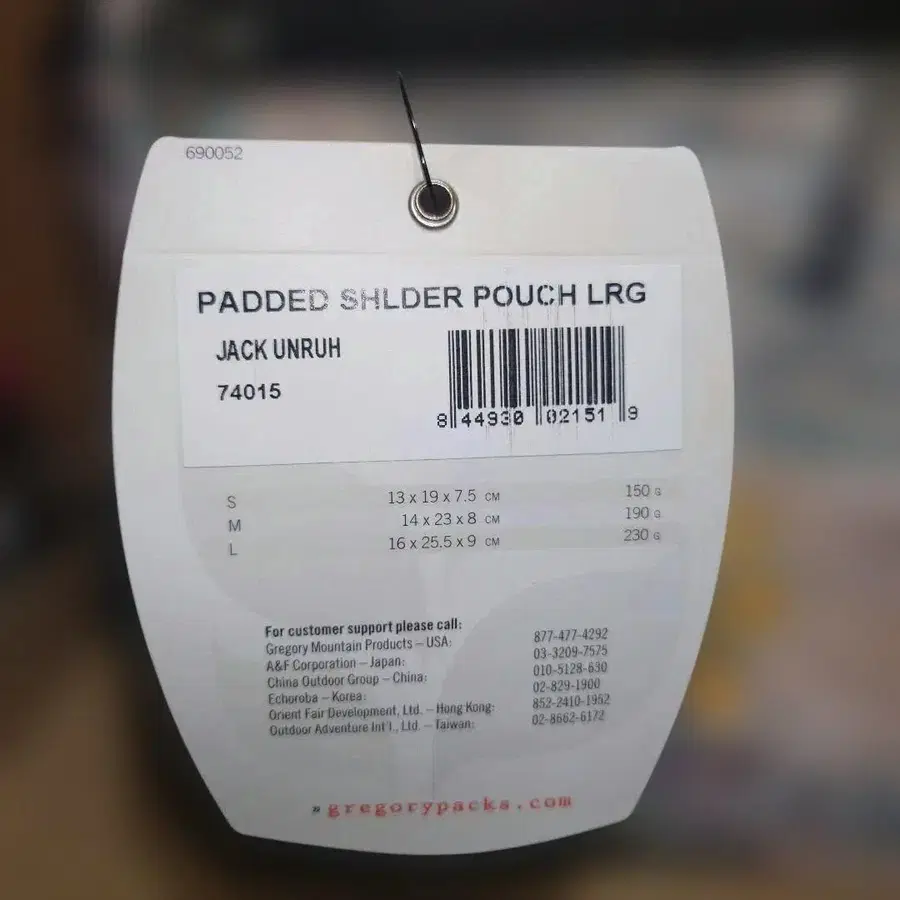 690052
PADDED SHLDER POUCH LRG
JACK UNRUH
74015
8 44930 02151 9
S 13 x 19 x 7.5 CM 150 G
M 14 x 23 x 8 CM 190 G
L 16 x 25.5 x 9 CM 230 G
For customer support please call:
Gregory Mountain Products – USA: 877-477-4292
A&F Corporation – Japan: 03-3209-7575
China Outdoor Group – China: 010-5128-690
Echoroba – Korea: 02-829-1900
Orient Fair Development, Ltd. – Hong Kong: 852-2410-1952
Outdoor Adventure Int'l., Ltd. – Taiwan: 02-8662-6172
»gregorypacks.com